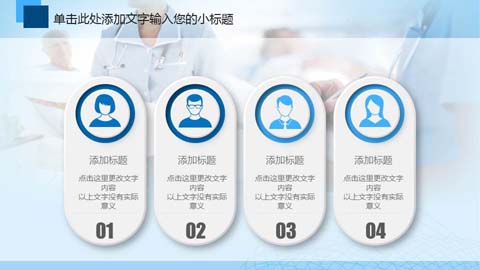 单击此处添加文字输入您的小标题
添加标题
点击这里更改文字
内容
以上文字没有实际
意义
01
添加标题
点击这里更改文字
内容
以上文字没有实际
意义
02
添加标题
点击这里更改文字
内容
以上文字没有实际
意义
03
添加标题
点击这里更改文字
内容
以上文字没有实际
意义
04